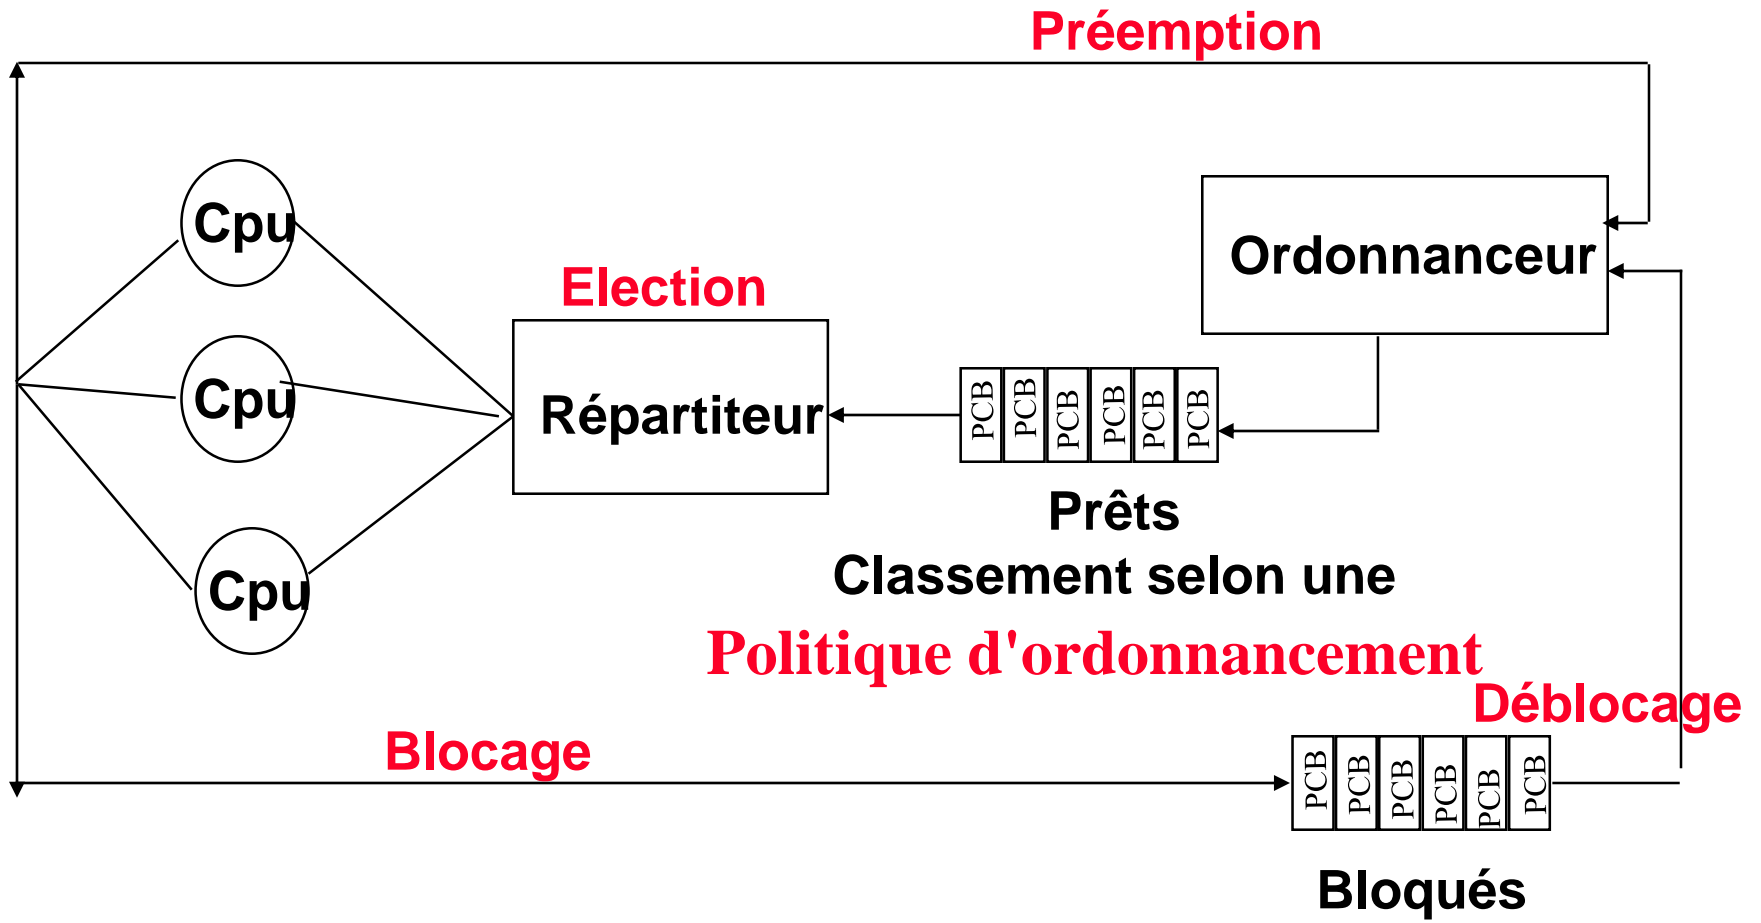 Préemption
Cpu
Ordonnanceur
Election
Cpu
Répartiteur
PCB PCB PCB PCB PCB PCB
Prêts
Classement selon une
Cpu
Politique d'ordonnancement
Déblocage
Blocage
PCB PCB PCB PCB PCB PCB
Bloqués